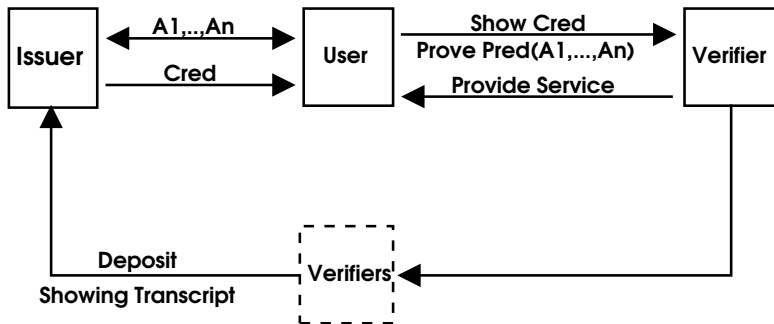 Issuer
A1,..,An
Cred
User
Show Cred
Prove Pred(A1,...,An)
Provide Service
Verifier
Deposit
Showing Transcript
Verifiers